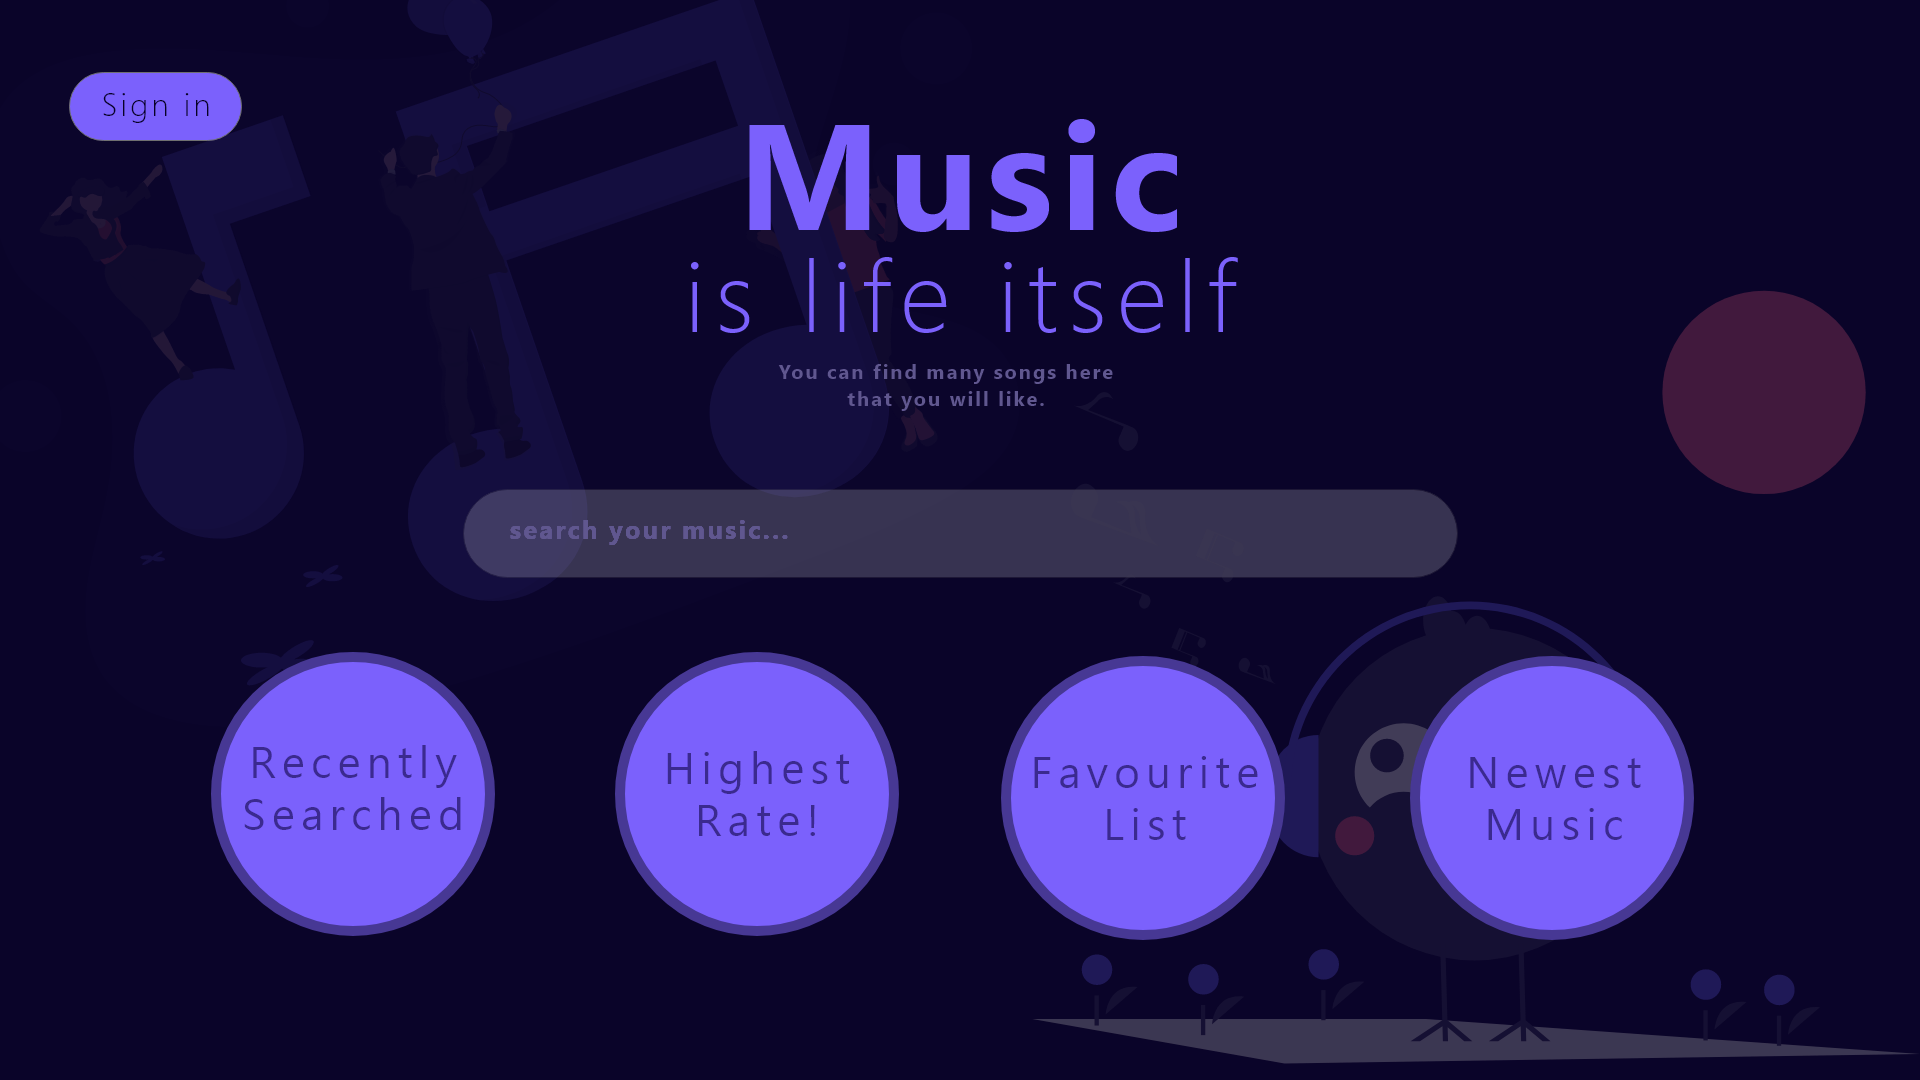 Sign in
Music
is life itself
You can find many songs here
that you will like.
search your music...
Recently
Searched
Highest
Rate!
Favourite
List
Newest
Music